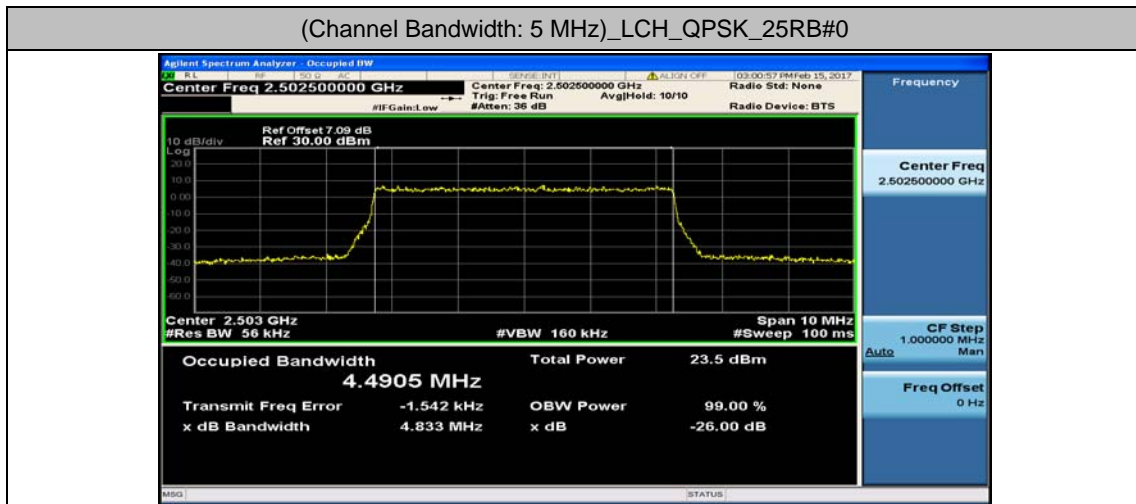 (Channel Bandwidth: 5 MHz)_LCH_QPSK_25RB#0
Agilent Spectrum Analyzer - Occupied BW
RL RF 50 Ω AC SENSE:INT ALIGN OFF 03:00:57 PM Feb 15, 2017
Center Freq 2.502500000 GHz
Center Freq: 2.502500000 GHz
Radio Std: None
Trig: Free Run Avg|Hold: 10/10
#IFGain:Low #Atten: 36 dB Radio Device: BTS
Ref Offset 7.09 dB
10 dB/div Ref 30.00 dBm
Log
20.0
10.0
0.00
-10.0
-20.0
-30.0
-40.0
-50.0
-60.0
Center 2.503 GHz Span 10 MHz
#Res BW 56 kHz #VBW 160 kHz #Sweep 100 ms
Occupied Bandwidth Total Power 23.5 dBm
4.4905 MHz
Transmit Freq Error -1.542 kHz OBW Power 99.00 %
x dB Bandwidth 4.833 MHz x dB -26.00 dB
MSG STATUS
Frequency
Center Freq
2.502500000 GHz
CF Step
1.000000 MHz
Auto Man
Freq Offset
0 Hz